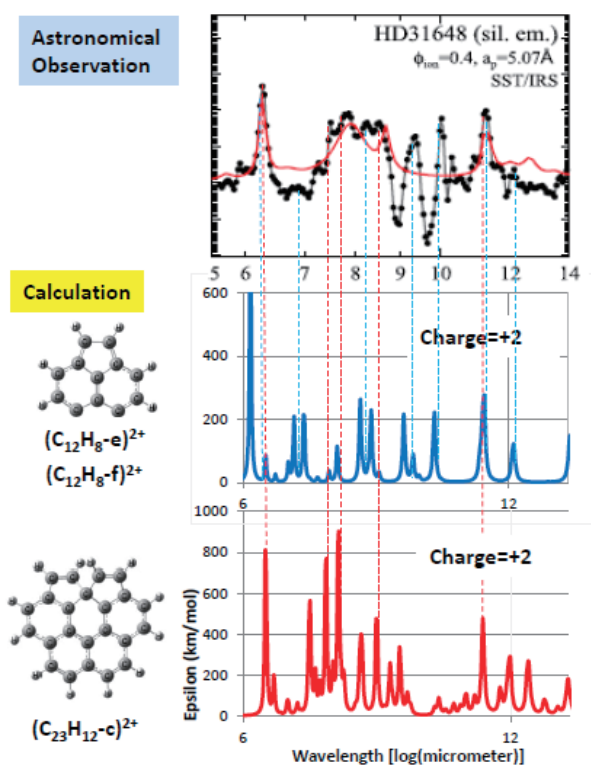 Astronomical
Observation
HD31648 (sil. em.)
ϕion=0.4, ap=5.07Å
SST/IRS
5 6 7 8 9 10 12 14
Calculation
600
400
200
0
Charge=+2
6 12
(C12H8-e)2+
(C12H8-f)2+
1000
800
600
400
200
0
Epsilon (km/mol)
Charge=+2
6 12
(C23H12-c)2+
Wavelength [log(micrometer)]